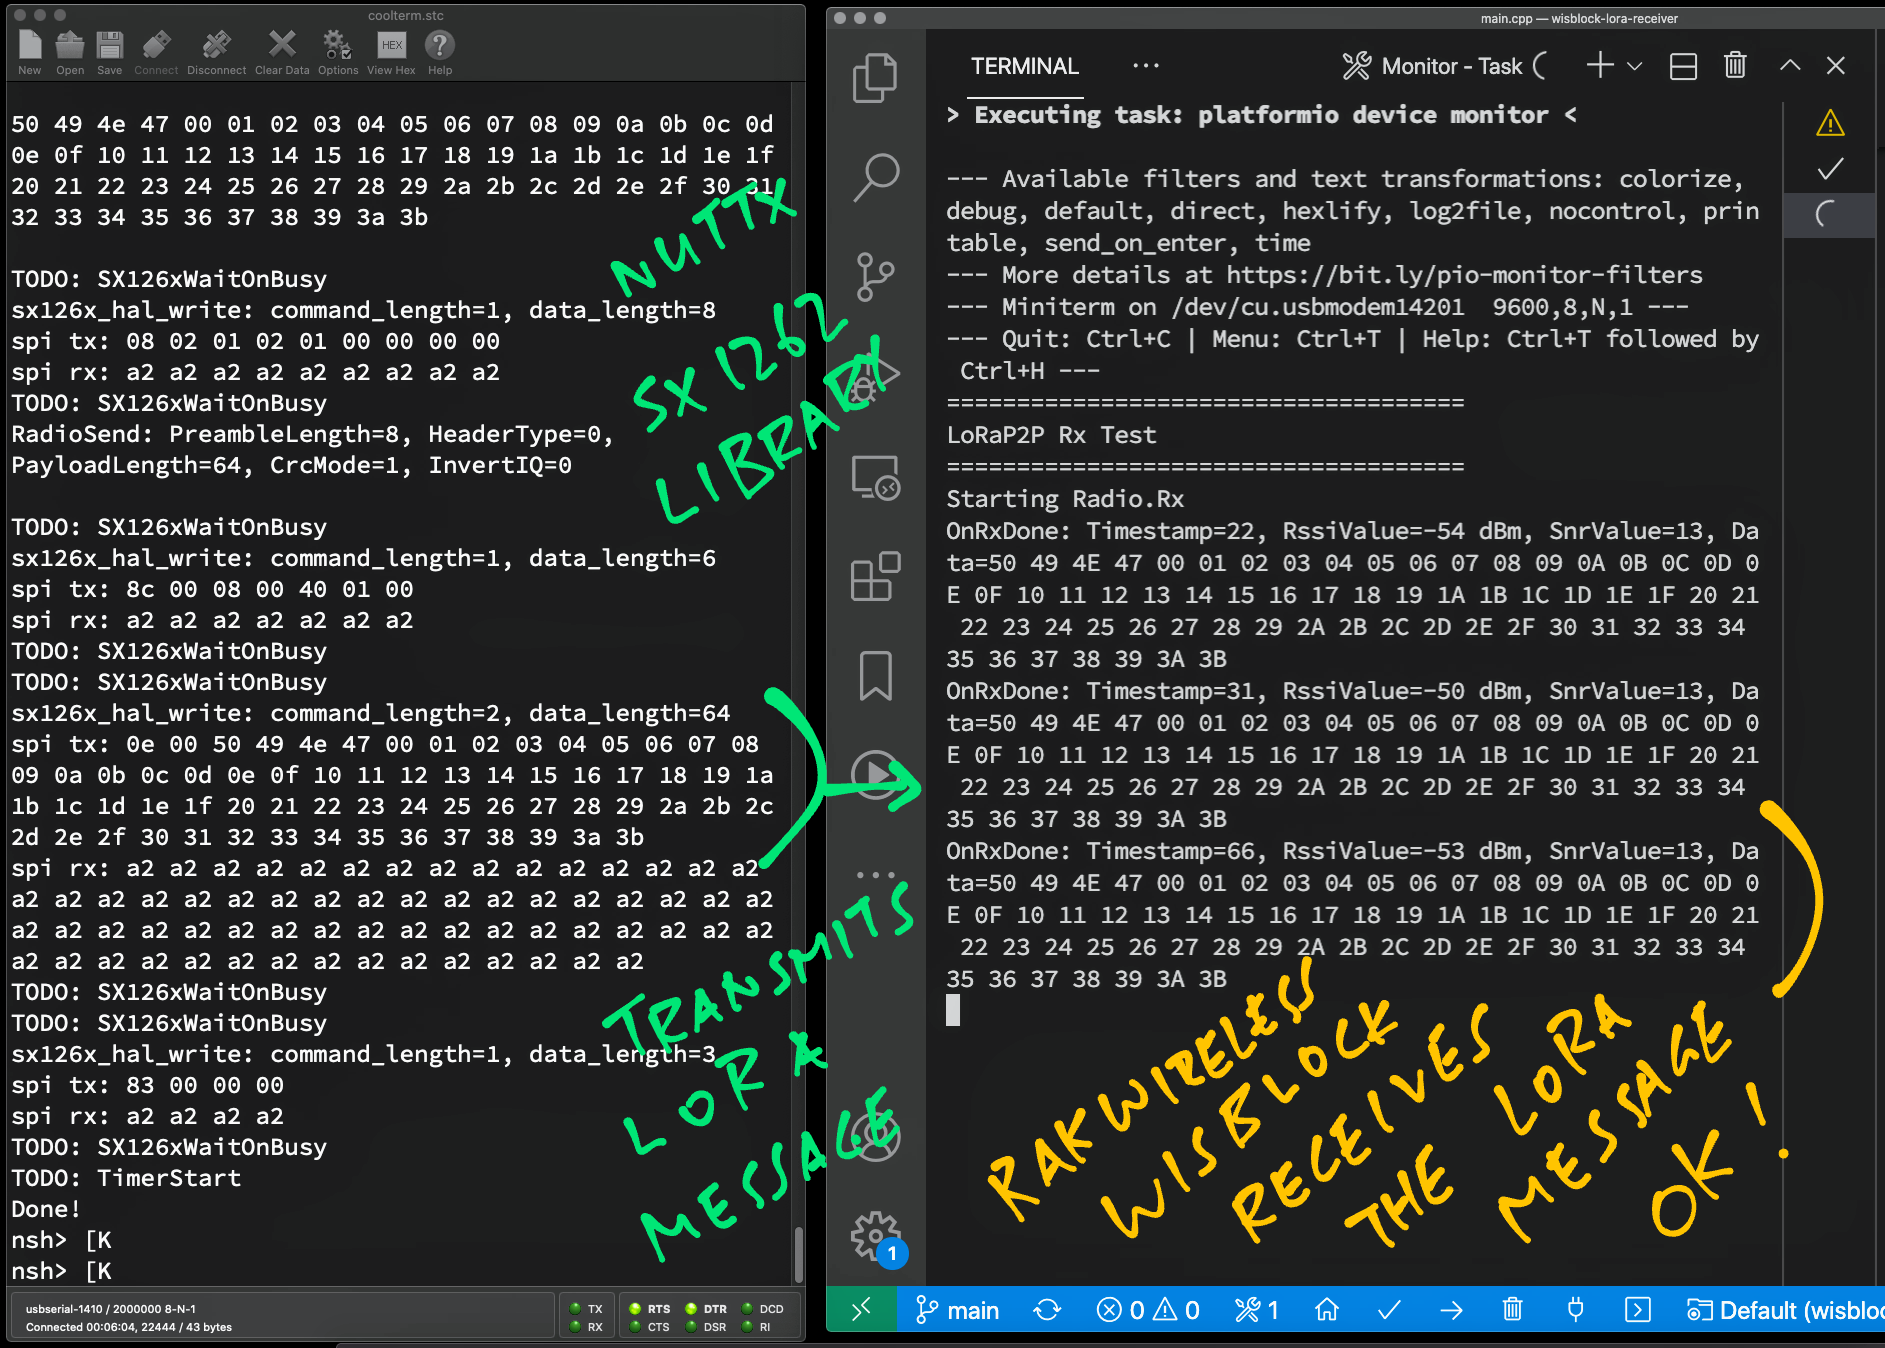 coolterm.stc
New Open Save Connect Disconnect Clear Data Options View Hex Help
HEX
50 49 4e 47 00 01 02 03 04 05 06 07 08 09 0a 0b 0c 0d
0e 0f 10 11 12 13 14 15 16 17 18 19 1a 1b 1c 1d 1e 1f
20 21 22 23 24 25 26 27 28 29 2a 2b 2c 2d 2e 2f 30 31
32 33 34 35 36 37 38 39 3a 3b
TODO: SX126xWaitOnBusy
sx126x_hal_write: command_length=1, data_length=8
spi tx: 08 02 01 02 01 00 00 00 00
spi rx: a2 a2 a2 a2 a2 a2 a2 a2 a2
TODO: SX126xWaitOnBusy
RadioSend: PreambleLength=8, HeaderType=0,
PayloadLength=64, CrcMode=1, InvertIQ=0
TODO: SX126xWaitOnBusy
sx126x_hal_write: command_length=1, data_length=6
spi tx: 8c 00 08 00 40 01 00
spi rx: a2 a2 a2 a2 a2 a2 a2
TODO: SX126xWaitOnBusy
TODO: SX126xWaitOnBusy
sx126x_hal_write: command_length=2, data_length=64
spi tx: 0e 00 50 49 4e 47 00 01 02 03 04 05 06 07 08
09 0a 0b 0c 0d 0e 0f 10 11 12 13 14 15 16 17 18 19 1a
1b 1c 1d 1e 1f 20 21 22 23 24 25 26 27 28 29 2a 2b 2c
2d 2e 2f 30 31 32 33 34 35 36 37 38 39 3a 3b
spi rx: a2 a2 a2 a2 a2 a2 a2 a2 a2 a2 a2 a2 a2 a2 a2
a2 a2 a2 a2 a2 a2 a2 a2 a2 a2 a2 a2 a2 a2 a2 a2 a2 a2
a2 a2 a2 a2 a2 a2 a2 a2 a2 a2 a2 a2 a2 a2 a2 a2 a2 a2
a2 a2 a2 a2 a2 a2 a2 a2 a2 a2 a2 a2 a2 a2 a2
TODO: SX126xWaitOnBusy
TODO: SX126xWaitOnBusy
sx126x_hal_write: command_length=1, data_length=3
spi tx: 83 00 00 00
spi rx: a2 a2 a2 a2
TODO: SX126xWaitOnBusy
TODO: TimerStart
Done!
nsh> [K
nsh> [K
usbserial-1410 / 2000000 8-N-1
Connected 00:06:04, 22444 / 43 bytes
TX RTS DTR DCD
RX CTS DSR RI
NUTTX
SX1262
LIBRARY
TRANSMITS
LORA
MESSAGE
main.cpp — wisblock-lora-receiver
TERMINAL ··· Monitor - Task
> Executing task: platformio device monitor <
--- Available filters and text transformations: colorize,
debug, default, direct, hexlify, log2file, nocontrol, prin
table, send_on_enter, time
--- More details at https://bit.ly/pio-monitor-filters
--- Miniterm on /dev/cu.usbmodem14201  9600,8,N,1 ---
--- Quit: Ctrl+C | Menu: Ctrl+T | Help: Ctrl+T followed by
Ctrl+H ---
=====================================
LoRaP2P Rx Test
=====================================
Starting Radio.Rx
OnRxDone: Timestamp=22, RssiValue=-54 dBm, SnrValue=13, Da
ta=50 49 4E 47 00 01 02 03 04 05 06 07 08 09 0A 0B 0C 0D 0
E 0F 10 11 12 13 14 15 16 17 18 19 1A 1B 1C 1D 1E 1F 20 21
22 23 24 25 26 27 28 29 2A 2B 2C 2D 2E 2F 30 31 32 33 34
35 36 37 38 39 3A 3B
OnRxDone: Timestamp=31, RssiValue=-50 dBm, SnrValue=13, Da
ta=50 49 4E 47 00 01 02 03 04 05 06 07 08 09 0A 0B 0C 0D 0
E 0F 10 11 12 13 14 15 16 17 18 19 1A 1B 1C 1D 1E 1F 20 21
22 23 24 25 26 27 28 29 2A 2B 2C 2D 2E 2F 30 31 32 33 34
35 36 37 38 39 3A 3B
OnRxDone: Timestamp=66, RssiValue=-53 dBm, SnrValue=13, Da
ta=50 49 4E 47 00 01 02 03 04 05 06 07 08 09 0A 0B 0C 0D 0
E 0F 10 11 12 13 14 15 16 17 18 19 1A 1B 1C 1D 1E 1F 20 21
22 23 24 25 26 27 28 29 2A 2B 2C 2D 2E 2F 30 31 32 33 34
35 36 37 38 39 3A 3B
RAKWIRELESS
WISBLOCK
RECEIVES
THE LORA
MESSAGE
OK!
1
main 0 0 1 Default (wisbloc